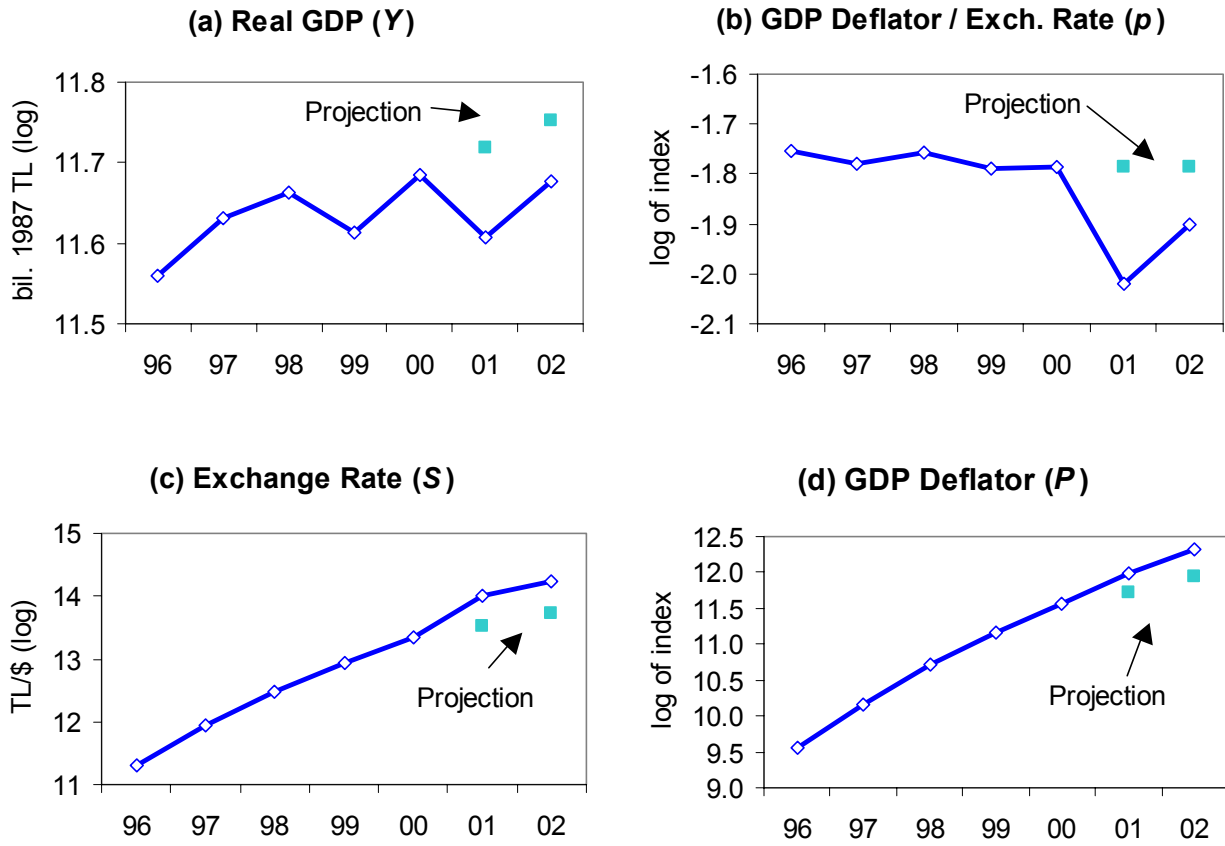 (a) Real GDP (Y)
11.8
11.7
11.6
11.5
bil. 1987 TL (log)
Projection
96 97 98 99 00 01 02
(b) GDP Deflator / Exch. Rate (p)
-1.6
-1.7
-1.8
-1.9
-2.0
-2.1
log of index
Projection
96 97 98 99 00 01 02
(c) Exchange Rate (S)
15
14
13
12
11
TL/$ (log)
Projection
96 97 98 99 00 01 02
(d) GDP Deflator (P)
12.5
12.0
11.5
11.0
10.5
10.0
9.5
9.0
log of index
Projection
96 97 98 99 00 01 02